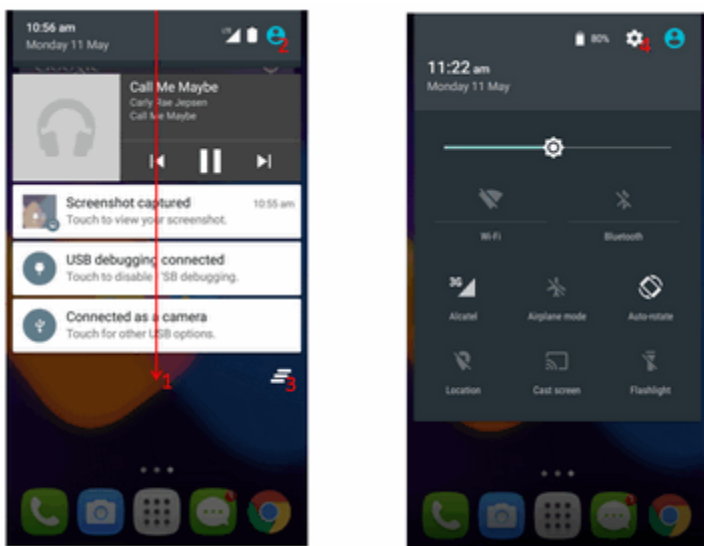 10:56 am
Monday 11 May
2
Call Me Maybe
Carly Rae Jepsen
Call Me Maybe
Screenshot captured
10:55 am
Touch to view your screenshot.
USB debugging connected
Touch to disable USB debugging.
Connected as a camera
Touch for other USB options.
1
3
80%
4
11:22 am
Monday 11 May
Wi-Fi
Bluetooth
3G
Alcatel
Airplane mode
Auto-rotate
Location
Cast screen
Flashlight